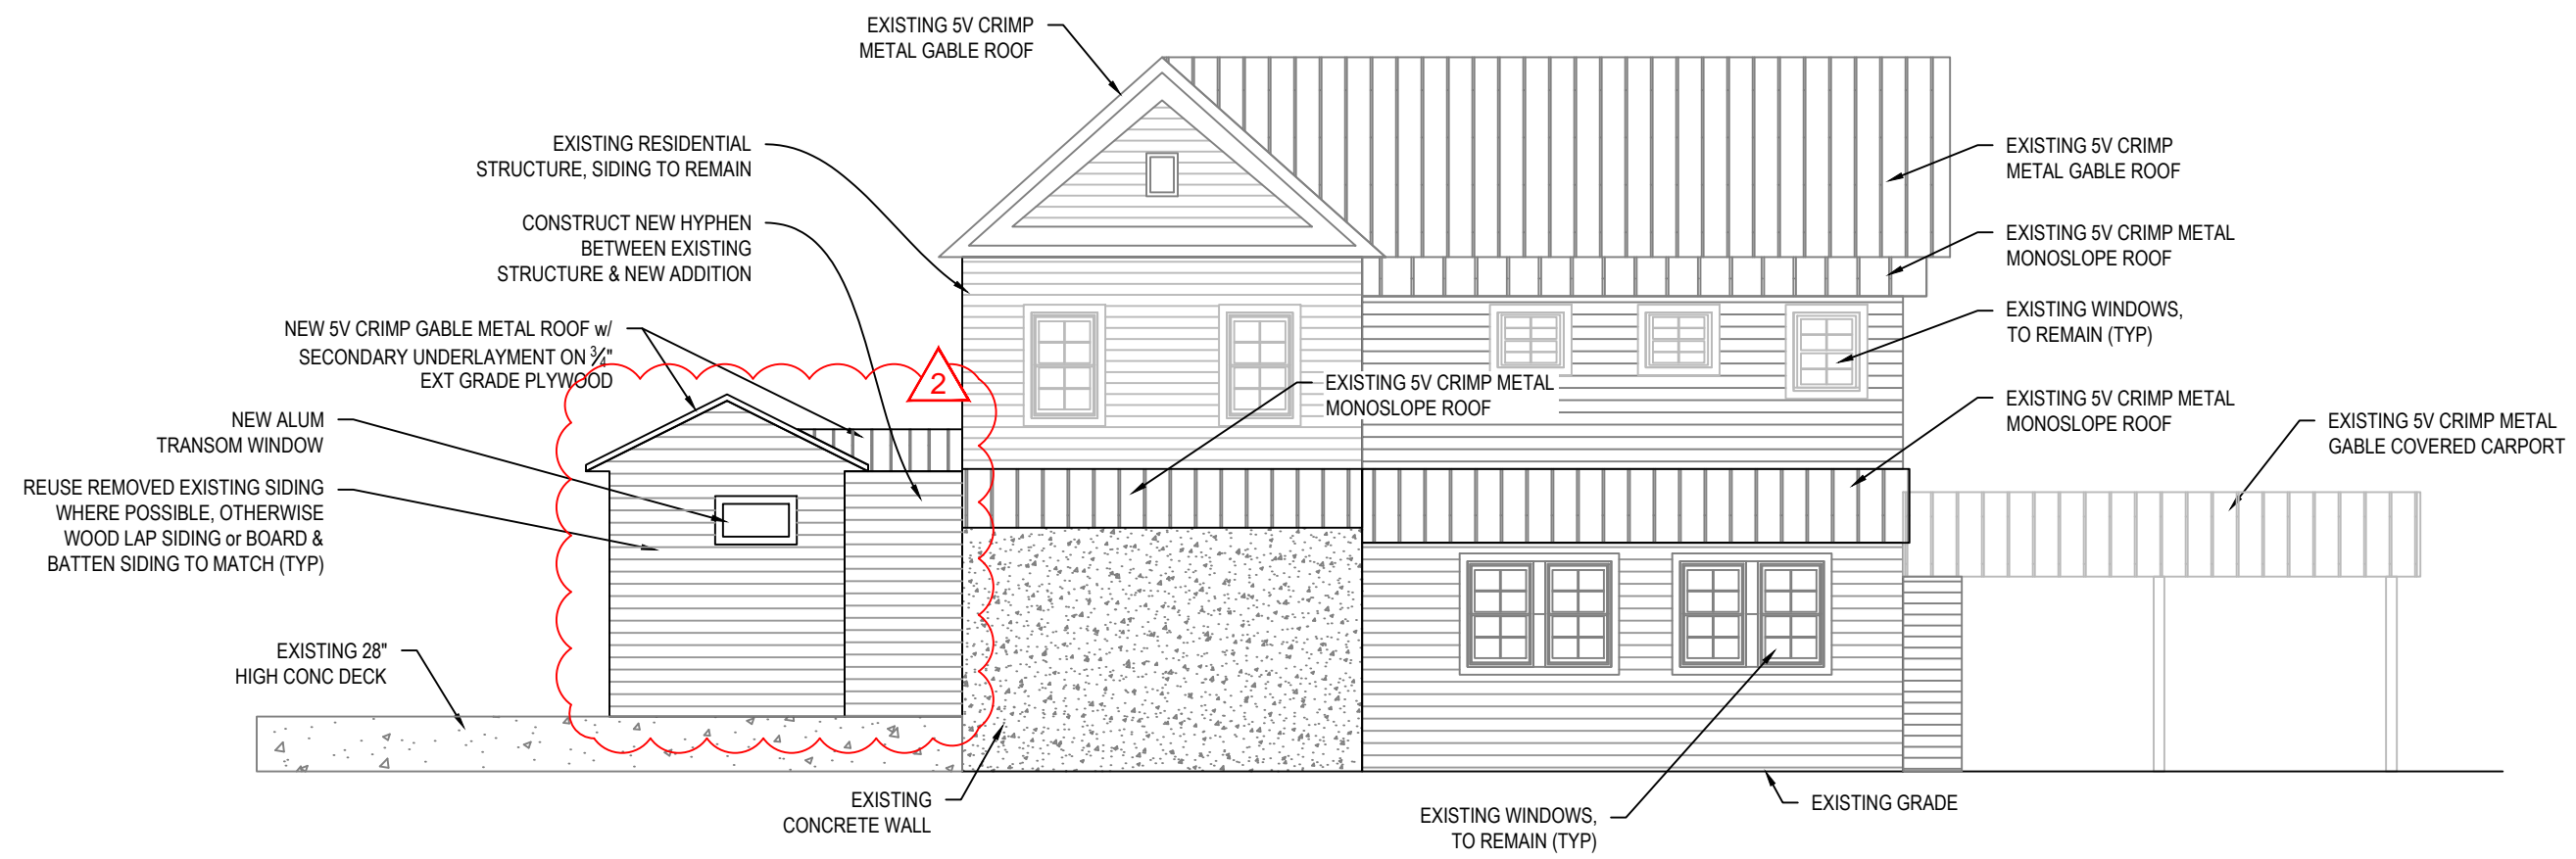 EXISTING 5V CRIMP
METAL GABLE ROOF
EXISTING RESIDENTIAL
STRUCTURE, SIDING TO REMAIN
CONSTRUCT NEW HYPHEN
BETWEEN EXISTING
STRUCTURE & NEW ADDITION
NEW 5V CRIMP GABLE METAL ROOF w/
SECONDARY UNDERLAYMENT ON 3/4"
EXT GRADE PLYWOOD
2
NEW ALUM
TRANSOM WINDOW
REUSE REMOVED EXISTING SIDING
WHERE POSSIBLE, OTHERWISE
WOOD LAP SIDING or BOARD &
BATTEN SIDING TO MATCH (TYP)
EXISTING 28"
HIGH CONC DECK
EXISTING
CONCRETE WALL
EXISTING 5V CRIMP METAL
MONOSLOPE ROOF
EXISTING 5V CRIMP
METAL GABLE ROOF
EXISTING 5V CRIMP METAL
MONOSLOPE ROOF
EXISTING WINDOWS,
TO REMAIN (TYP)
EXISTING 5V CRIMP METAL
MONOSLOPE ROOF
EXISTING 5V CRIMP METAL
GABLE COVERED CARPORT
EXISTING WINDOWS,
TO REMAIN (TYP)
EXISTING GRADE